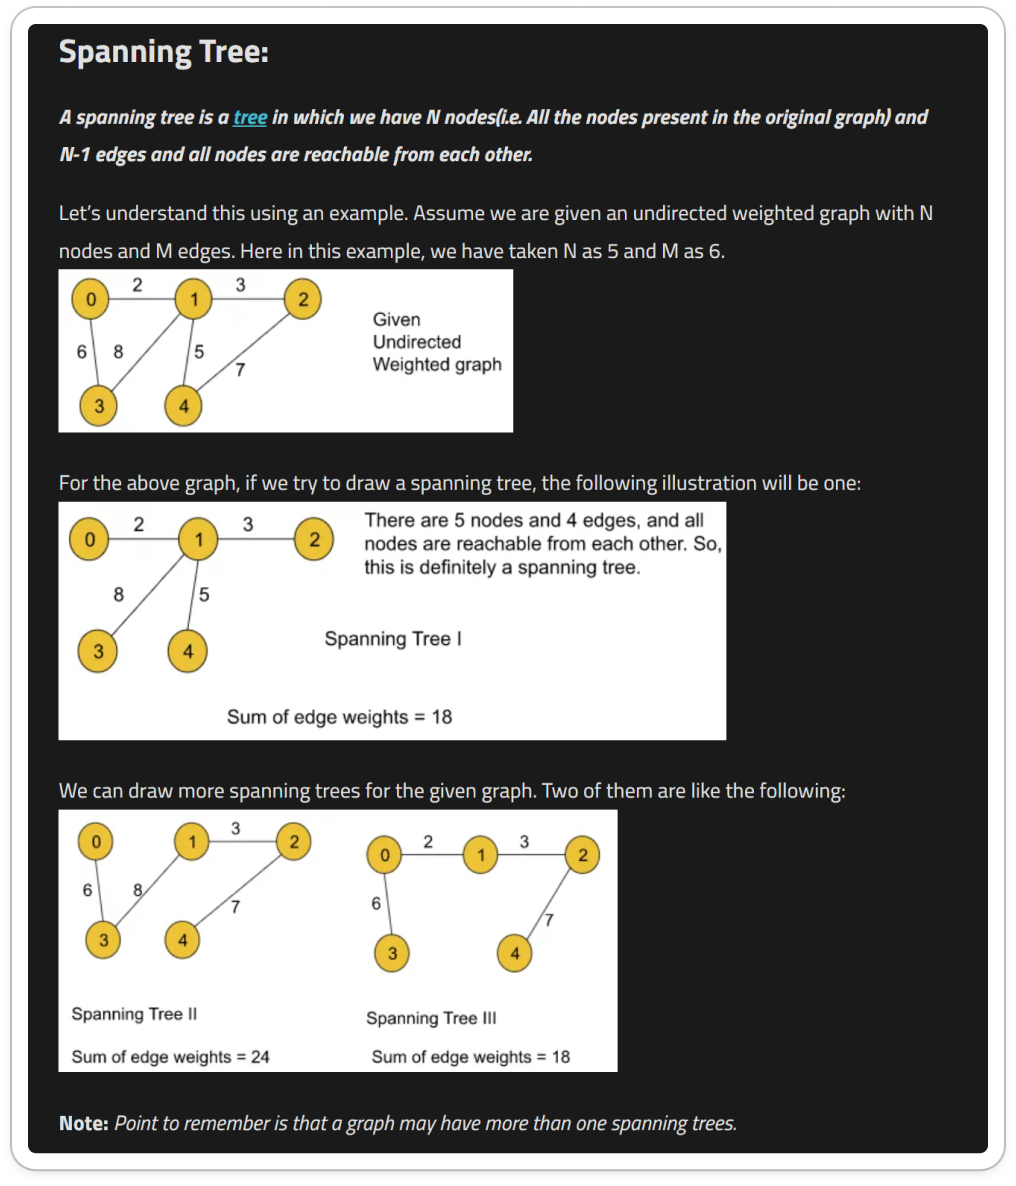 Spanning Tree:
A spanning tree is a tree in which we have N nodes(i.e. All the nodes present in the original graph) and
N-1 edges and all nodes are reachable from each other.
Let's understand this using an example. Assume we are given an undirected weighted graph with N
nodes and M edges. Here in this example, we have taken N as 5 and M as 6.
0 2 1 3 2
Given
Undirected
Weighted graph
6 8 5 7
3 4
For the above graph, if we try to draw a spanning tree, the following illustration will be one:
0 2 1 3 2
There are 5 nodes and 4 edges, and all
nodes are reachable from each other. So,
this is definitely a spanning tree.
8 5
3 4
Spanning Tree I
Sum of edge weights = 18
We can draw more spanning trees for the given graph. Two of them are like the following:
0 1 3 2
6 8 7
3 4
Spanning Tree II
Sum of edge weights = 24
0 2 1 3 2
6 7
3 4
Spanning Tree III
Sum of edge weights = 18
Note: Point to remember is that a graph may have more than one spanning trees.